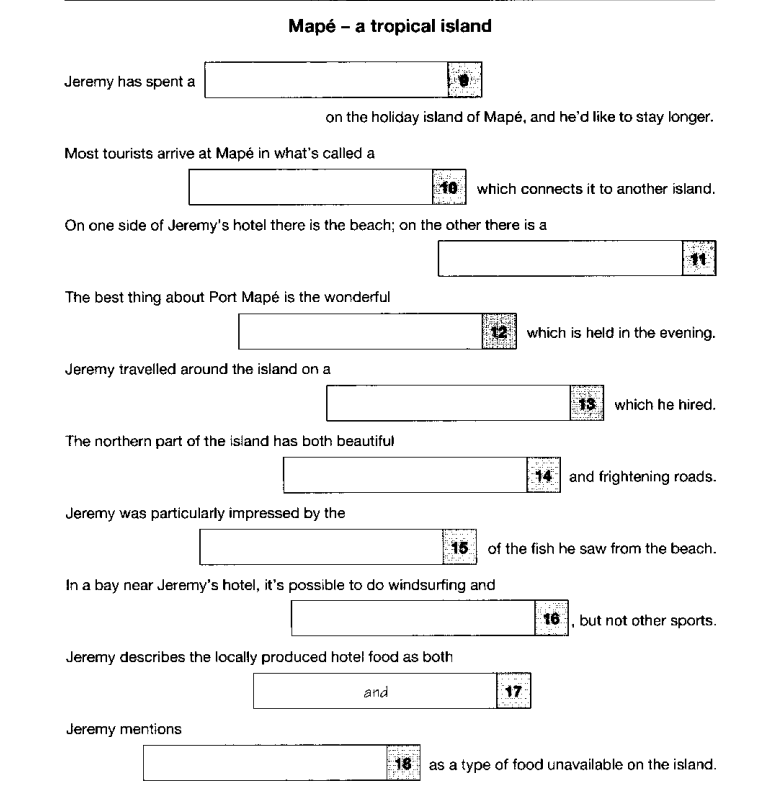 Mapé – a tropical island
Jeremy has spent a 9
on the holiday island of Mapé, and he'd like to stay longer.
Most tourists arrive at Mapé in what's called a
10 which connects it to another island.
On one side of Jeremy's hotel there is the beach; on the other there is a
11
The best thing about Port Mapé is the wonderful
12 which is held in the evening.
Jeremy travelled around the island on a
13 which he hired.
The northern part of the island has both beautiful
14 and frightening roads.
Jeremy was particularly impressed by the
15 of the fish he saw from the beach.
In a bay near Jeremy's hotel, it's possible to do windsurfing and
16 , but not other sports.
Jeremy describes the locally produced hotel food as both
and 17
Jeremy mentions
18 as a type of food unavailable on the island.